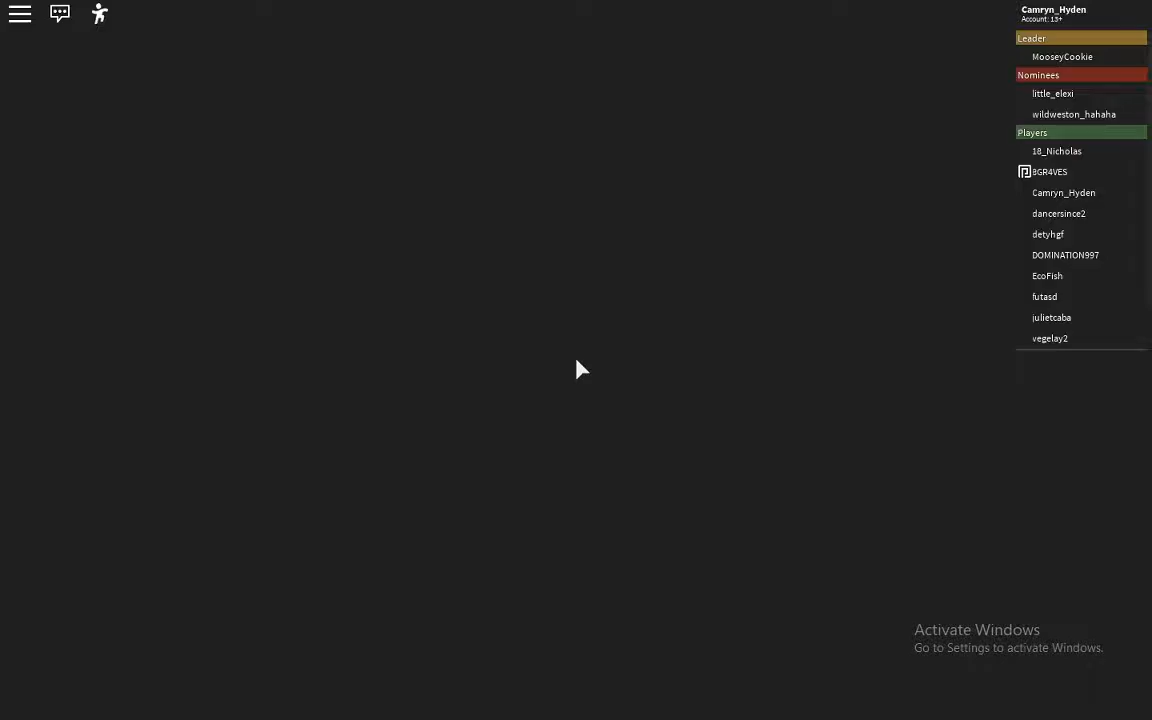 Camryn_Hyden
Account: 13+
Leader
MooseyCookie
Nominees
little_elexi
wildweston_hahaha
Players
18_Nicholas
8GR4VES
Camryn_Hyden
dancersince2
detyhgf
DOMINATION997
EcoFish
futasd
julietcaba
vegelay2
Activate Windows
Go to Settings to activate Windows.